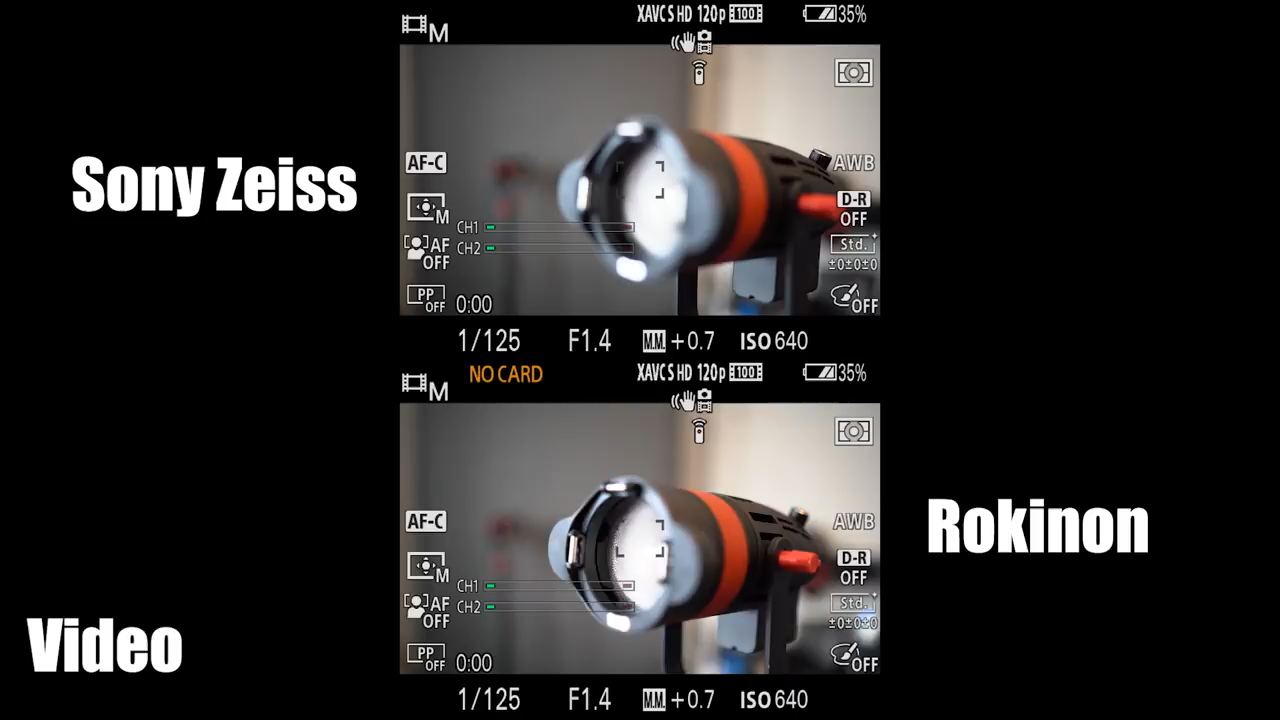 XAVC S HD 120p 100 35%
M
Sony Zeiss
AF-C
AWB
M
D-R
OFF
CH1
AF
OFF
CH2
Std.
±0±0±0
PP
OFF
0:00
OFF
1/125 F1.4 M.M. +0.7 ISO 640
NO CARD
XAVC S HD 120p 100 35%
M
AF-C
AWB
Rokinon
M
D-R
OFF
CH1
AF
OFF
CH2
Std.
±0±0±0
Video
PP
OFF
0:00
OFF
1/125 F1.4 M.M. +0.7 ISO 640